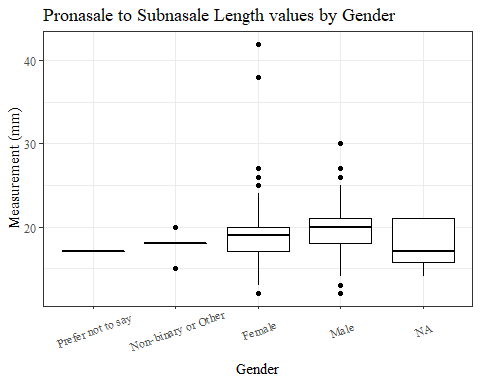 Pronasale to Subnasale Length values by Gender
Measurement (mm)
40
30
20
Prefer not to say
Non-binary or Other
Female
Male
NA
Gender